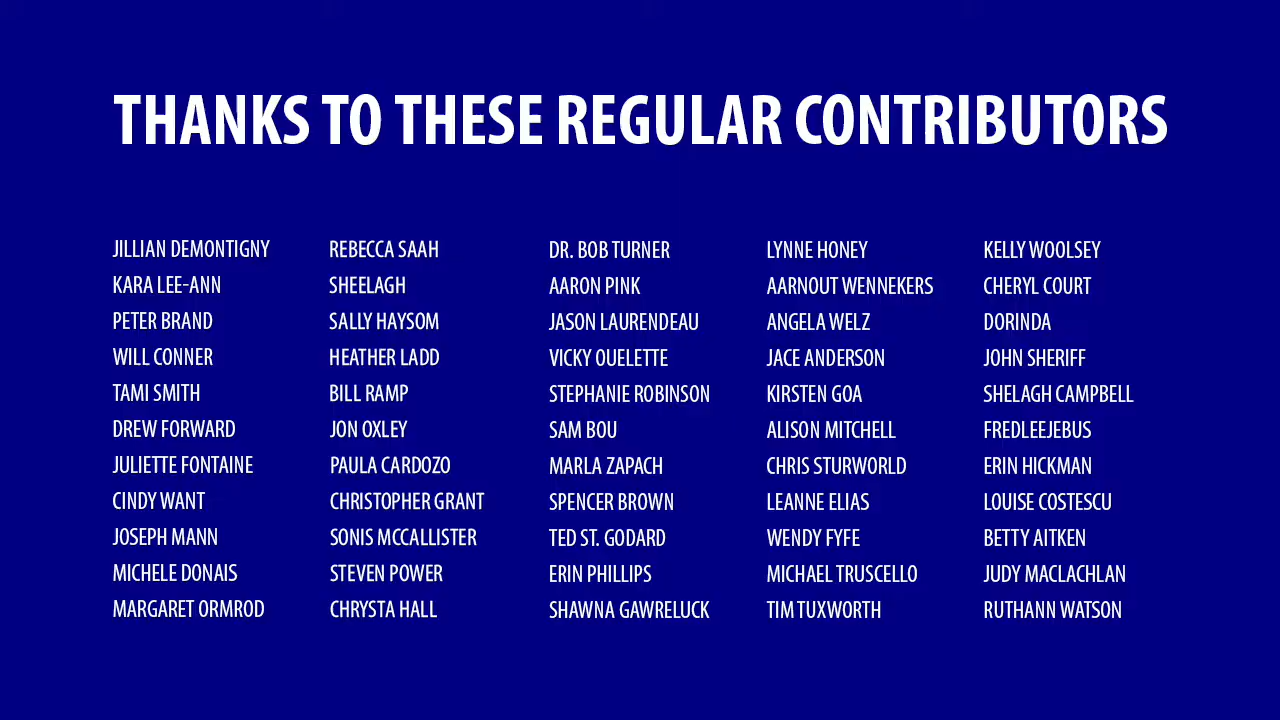 THANKS TO THESE REGULAR CONTRIBUTORS
JILLIAN DEMONTIGNY
KARA LEE-ANN
PETER BRAND
WILL CONNER
TAMI SMITH
DREW FORWARD
JULIETTE FONTAINE
CINDY WANT
JOSEPH MANN
MICHELE DONAIS
MARGARET ORMROD
REBECCA SAAH
SHEELAGH
SALLY HAYSOM
HEATHER LADD
BILL RAMP
JON OXLEY
PAULA CARDOZO
CHRISTOPHER GRANT
SONIS MCCALLISTER
STEVEN POWER
CHRYSTA HALL
DR. BOB TURNER
AARON PINK
JASON LAURENDEAU
VICKY OUELETTE
STEPHANIE ROBINSON
SAM BOU
MARLA ZAPACH
SPENCER BROWN
TED ST. GODARD
ERIN PHILLIPS
SHAWNA GAWRELUCK
LYNNE HONEY
AARNOUT WENNEKERS
ANGELA WELZ
JACE ANDERSON
KIRSTEN GOA
ALISON MITCHELL
CHRIS STURWORLD
LEANNE ELIAS
WENDY FYFE
MICHAEL TRUSCELLO
TIM TUXWORTH
KELLY WOOLSEY
CHERYL COURT
DORINDA
JOHN SHERIFF
SHELAGH CAMPBELL
FREDLEEJEBUS
ERIN HICKMAN
LOUISE COSTESCU
BETTY AITKEN
JUDY MACLACHLAN
RUTHANN WATSON